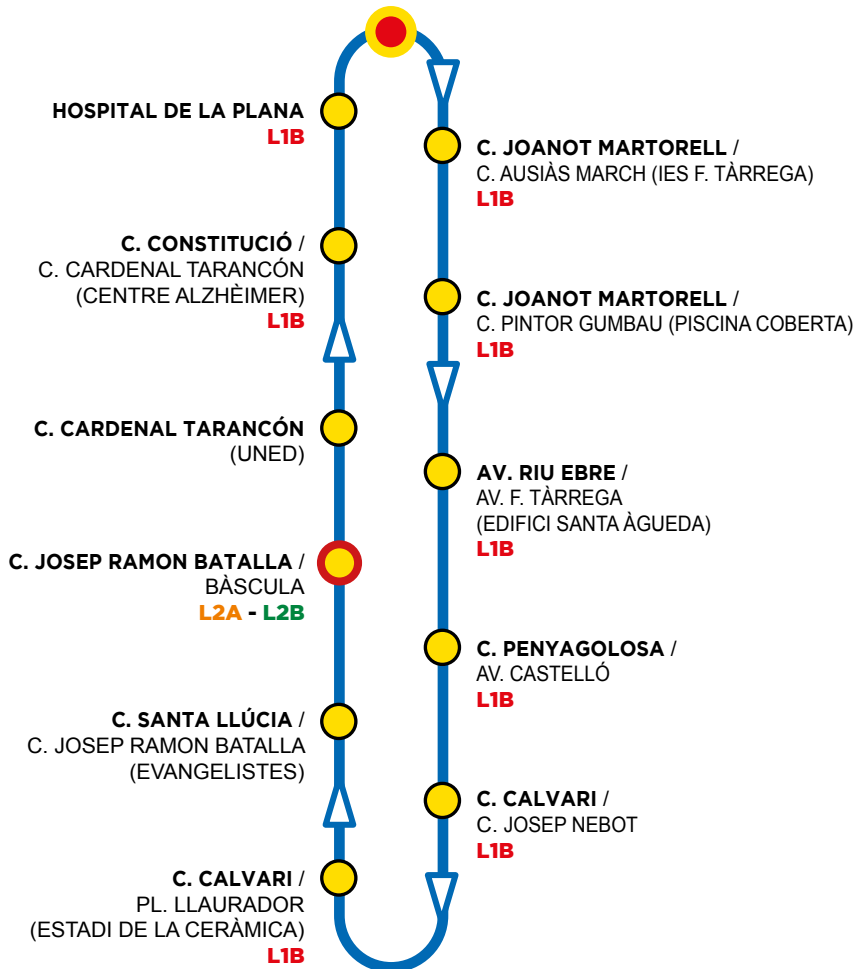 HOSPITAL DE LA PLANA
L1B
C. CONSTITUCIÓ /
C. CARDENAL TARANCÓN
(CENTRE ALZHÈIMER)
L1B
C. CARDENAL TARANCÓN
(UNED)
C. JOSEP RAMON BATALLA /
BÀSCULA
L2A - L2B
C. SANTA LLÚCIA /
C. JOSEP RAMON BATALLA
(EVANGELISTES)
C. CALVARI /
PL. LLAURADOR
(ESTADI DE LA CERÀMICA)
L1B
C. JOANOT MARTORELL /
C. AUSIÀS MARCH (IES F. TÀRREGA)
L1B
C. JOANOT MARTORELL /
C. PINTOR GUMBAU (PISCINA COBERTA)
L1B
AV. RIU EBRE /
AV. F. TÀRREGA
(EDIFICI SANTA ÀGUEDA)
L1B
C. PENYAGOLOSA /
AV. CASTELLÓ
L1B
C. CALVARI /
C. JOSEP NEBOT
L1B